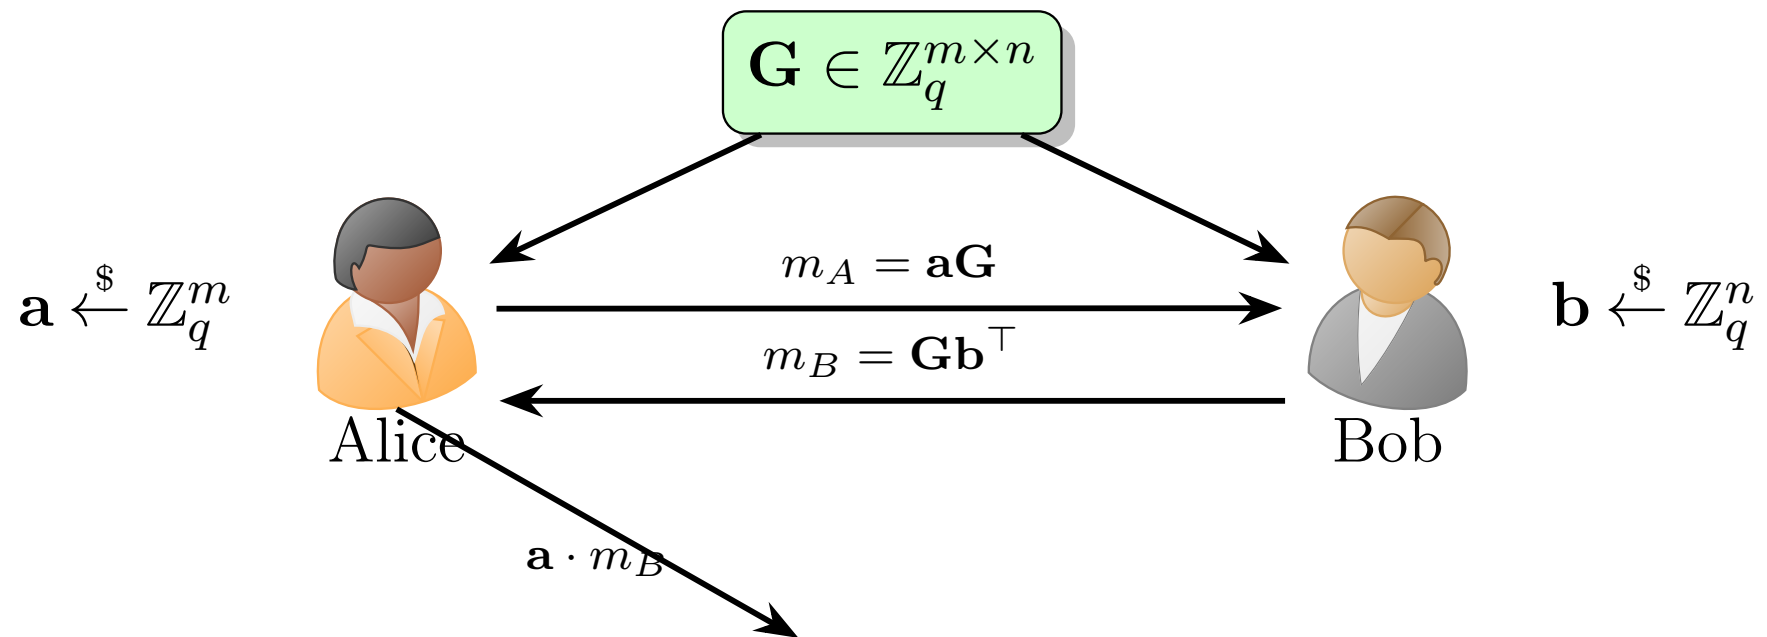 𝐆 ∈ ℤ_q^{m×n}
𝐚 ←^$ ℤ_q^m
m_A = 𝐚𝐆
m_B = 𝐆𝐛^⊤
𝐛 ←^$ ℤ_q^n
Alice
Bob
𝐚 · m_B